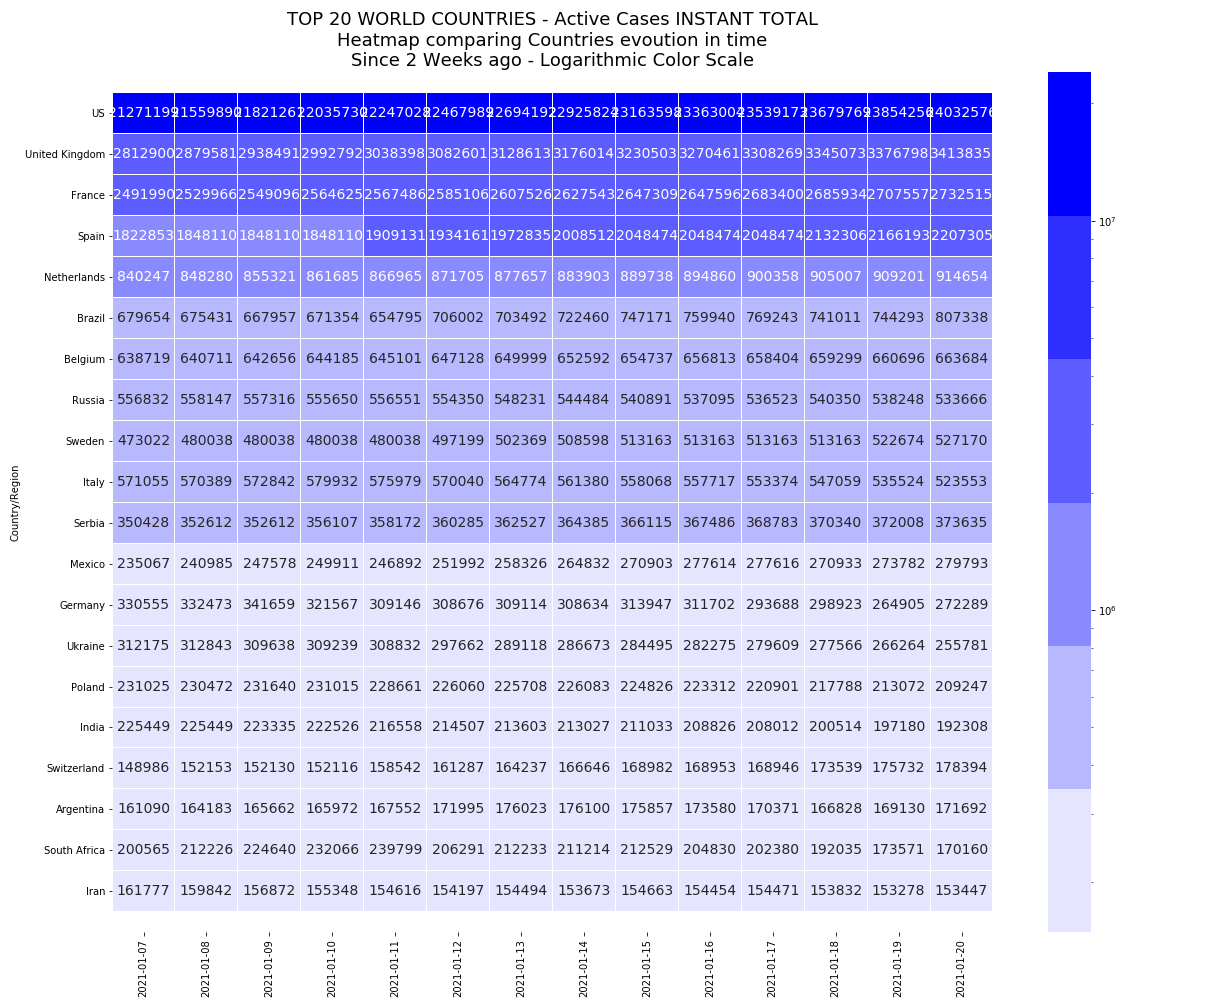 TOP 20 WORLD COUNTRIES - Active Cases INSTANT TOTAL
Heatmap comparing Countries evoution in time
Since 2 Weeks ago - Logarithmic Color Scale
US 21271199 21559890 22035730 22247028 22467989 22694192 22925824 23163598 23363004 23539173 23679769 23854256 24032576
United Kingdom 2812900 2879581 2938491 2992792 3038398 3082601 3128613 3176014 3230503 3270461 3308269 3345073 3376798 3413835
France 2491990 2529966 2549096 2564625 2567486 2585106 2607526 2627543 2647309 2647596 2683400 2685934 2707557 2732515
Spain 1822853 1848110 1848110 1848110 1909131 1934161 1972835 2008512 2048474 2048474 2048474 2132306 2166193 2207305
Netherlands 840247 848280 855321 861685 866965 871705 877657 883903 889738 894860 900358 905007 909201 914654
Brazil 679654 675431 667957 671354 654795 706002 703492 722460 747171 759940 769243 741011 744293 807338
Belgium 638719 640711 642656 644185 645101 647128 649999 652592 654737 656813 658404 659299 660696 663684
Russia 556832 558147 557316 555650 556551 554350 548231 544484 540891 537095 536523 540350 538248 533666
Sweden 473022 480038 480038 480038 480038 497199 502369 508598 513163 513163 513163 513163 522674 527170
Italy 571055 570389 572842 579932 575979 570040 564774 561380 558068 557717 553374 547059 535524 523553
Serbia 350428 352612 352612 356107 358172 360285 362527 364385 366115 367486 368783 370340 372008 373635
Mexico 235067 240985 247578 249911 246892 251992 258326 264832 270903 277614 277616 270933 273782 279793
Germany 330555 332473 341659 321567 309146 308676 309114 308634 313947 311702 293688 298923 264905 272289
Ukraine 312175 312843 309638 309239 308832 297662 289118 286673 284495 282275 279609 277566 266264 255781
Poland 231025 230472 231640 231015 228661 226060 225708 226083 224826 223312 220901 217788 213072 209247
India 225449 225449 223335 222526 216558 214507 213603 213027 211033 208826 208012 200514 197180 192308
Switzerland 148986 152153 152130 152116 158542 161287 164237 166646 168982 168953 168946 173539 175732 178394
Argentina 161090 164183 165662 165972 167552 171995 176023 176100 175857 173580 170371 166828 169130 171692
South Africa 200565 212226 224640 232066 239799 206291 212233 211214 212529 204830 202380 192035 173571 170160
Iran 161777 159842 156872 155348 154616 154197 154494 153673 154663 154454 154471 153832 153278 153447
2021-01-07 2021-01-08 2021-01-09 2021-01-10 2021-01-11 2021-01-12 2021-01-13 2021-01-14 2021-01-15 2021-01-16 2021-01-17 2021-01-18 2021-01-19 2021-01-20
Country/Region
10⁷
10⁶